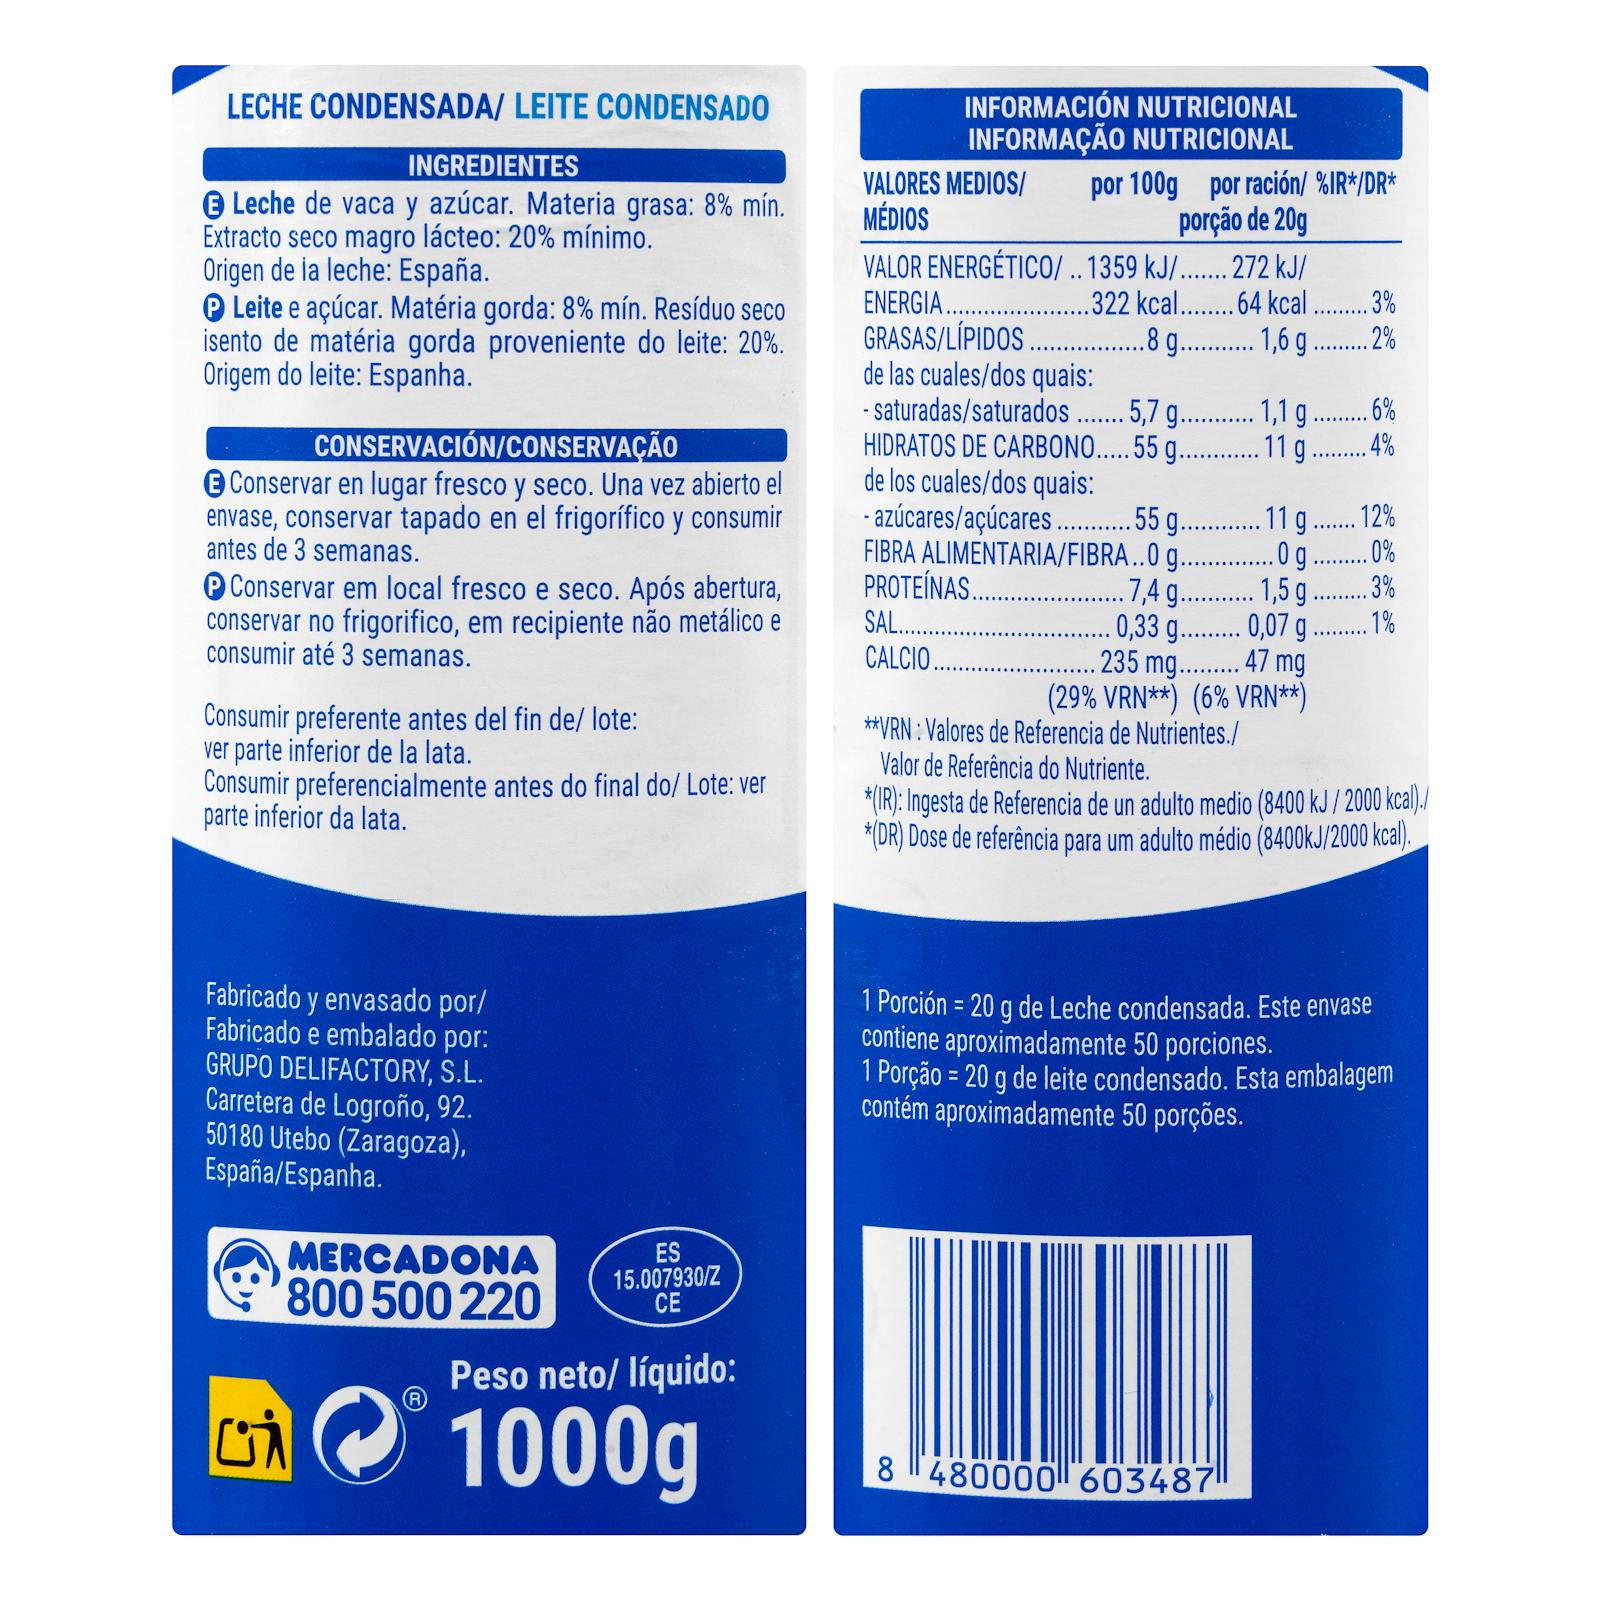 LECHE CONDENSADA/ LEITE CONDENSADO
INGREDIENTES
E Leche de vaca y azúcar. Materia grasa: 8% mín.
Extracto seco magro lácteo: 20% mínimo.
Origen de la leche: España.
P Leite e açúcar. Matéria gorda: 8% mín. Resíduo seco
isento de matéria gorda proveniente do leite: 20%.
Origem do leite: Espanha.
CONSERVACIÓN/CONSERVAÇÃO
E Conservar en lugar fresco y seco. Una vez abierto el
envase, conservar tapado en el frigorífico y consumir
antes de 3 semanas.
P Conservar em local fresco e seco. Após abertura,
conservar no frigorifico, em recipiente não metálico e
consumir até 3 semanas.
Consumir preferente antes del fin de/ lote:
ver parte inferior de la lata.
Consumir preferencialmente antes do final do/ Lote: ver
parte inferior da lata.
Fabricado y envasado por/
Fabricado e embalado por:
GRUPO DELIFACTORY, S.L.
Carretera de Logroño, 92.
50180 Utebo (Zaragoza),
España/Espanha.
MERCADONA
800 500 220
ES
15.007930/Z
CE
Peso neto/ líquido:
1000g
®
INFORMACIÓN NUTRICIONAL
INFORMAÇÃO NUTRICIONAL
VALORES MEDIOS/ por 100g por ración/ %IR*/DR*
MÉDIOS porção de 20g
VALOR ENERGÉTICO/ ..1359 kJ/....... 272 kJ/
ENERGIA....................322 kcal........64 kcal ......... 3%
GRASAS/LÍPIDOS .................8 g........... 1,6 g ......... 2%
de las cuales/dos quais:
- saturadas/saturados ....... 5,7 g........... 1,1 g ......... 6%
HIDRATOS DE CARBONO..... 55 g............ 11 g ......... 4%
de los cuales/dos quais:
- azúcares/açúcares ........... 55 g............ 11 g ....... 12%
FIBRA ALIMENTARIA/FIBRA..0 g..............0 g ......... 0%
PROTEÍNAS....................... 7,4 g........... 1,5 g ......... 3%
SAL............................... 0,33 g......... 0,07 g ......... 1%
CALCIO........................ 235 mg......... 47 mg
(29% VRN**) (6% VRN**)
**VRN : Valores de Referencia de Nutrientes./
Valor de Referência do Nutriente.
*(IR): Ingesta de Referencia de un adulto medio (8400 kJ / 2000 kcal)./
*(DR) Dose de referência para um adulto médio (8400kJ/2000 kcal).
1 Porción = 20 g de Leche condensada. Este envase
contiene aproximadamente 50 porciones.
1 Porção = 20 g de leite condensado. Esta embalagem
contém aproximadamente 50 porções.
8 480000 603487